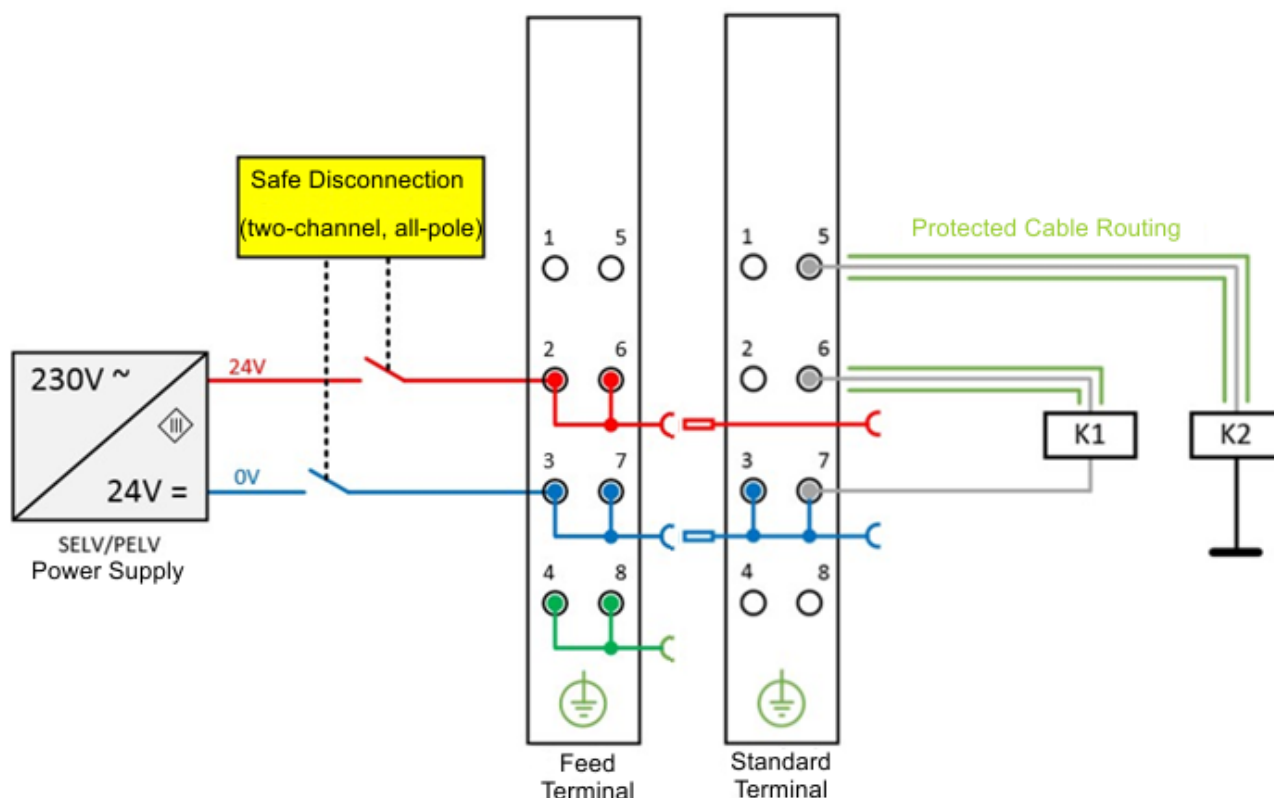 Safe Disconnection
(two-channel, all-pole)
Protected Cable Routing
1 5
1 5
230V ~
III
24V =
24V
0V
SELV/PELV
Power Supply
2 6
2 6
K1
K2
3 7
3 7
4 8
4 8
Feed
Terminal
Standard
Terminal